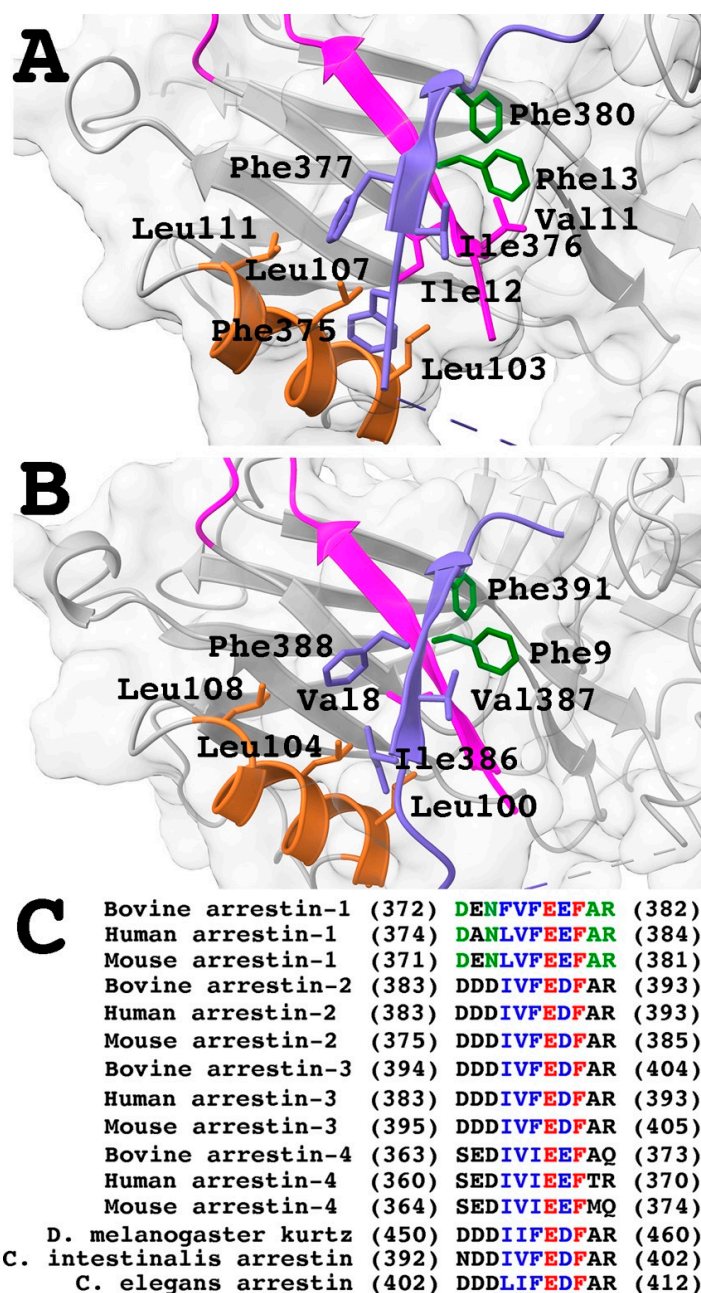 A
Phe380
Phe377
Phe13
Leu111
Val11
Ile376
Leu107
Ile12
Phe375
Leu103
B
Phe391
Phe388
Phe9
Leu108
Val8
Val387
Leu104
Ile386
Leu100
C
Bovine arrestin-1 (372) DENFVFEEFAR (382)
Human arrestin-1 (374) DANLVFEEFAR (384)
Mouse arrestin-1 (371) DENLVFEEFAR (381)
Bovine arrestin-2 (383) DDDIVFEDFAR (393)
Human arrestin-2 (383) DDDIVFEDFAR (393)
Mouse arrestin-2 (375) DDDIVFEDFAR (385)
Bovine arrestin-3 (394) DDDIVFEDFAR (404)
Human arrestin-3 (383) DDDIVFEDFAR (393)
Mouse arrestin-3 (395) DDDIVFEDFAR (405)
Bovine arrestin-4 (363) SEDIVIEEFAQ (373)
Human arrestin-4 (360) SEDIVIEEFTR (370)
Mouse arrestin-4 (364) SEDIVIEEFMQ (374)
D. melanogaster kurtz (450) DDDIIFEDFAR (460)
C. intestinalis arrestin (392) NDDIVFEDFAR (402)
C. elegans arrestin (402) DDDLIFEDFAR (412)